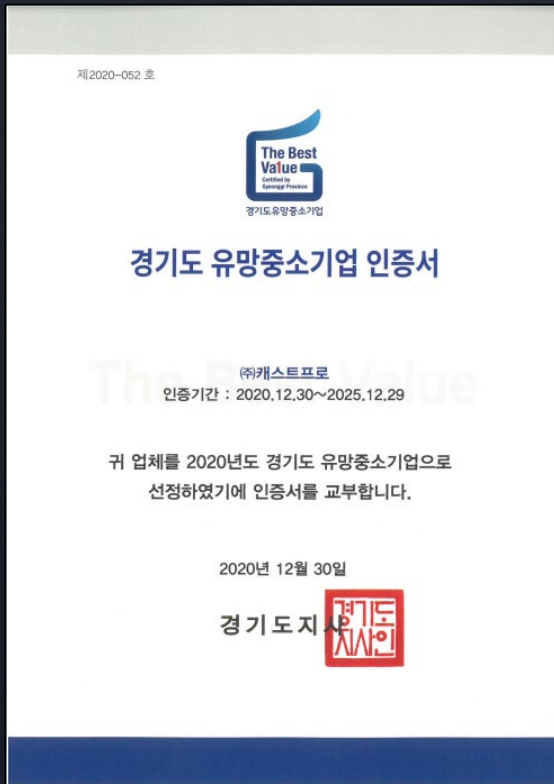 제2020-052 호
The Best
Va1ue
Certified by
Gyeonggi Province
경기도유망중소기업
경기도 유망중소기업 인증서
The Best Value
㈜캐스트프로
인증기간 : 2020.12.30~2025.12.29
귀 업체를 2020년도 경기도 유망중소기업으로
선정하였기에 인증서를 교부합니다.
2020년 12월 30일
경기도지사
경기도
지사인